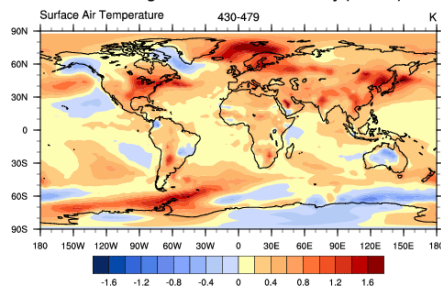 Surface Air Temperature 430-479 K
90N
60N
30N
0
30S
60S
90S
180 150W 120W 90W 60W 30W 0 30E 60E 90E 120E 150E 180
-1.6 -1.2 -0.8 -0.4 0 0.4 0.8 1.2 1.6